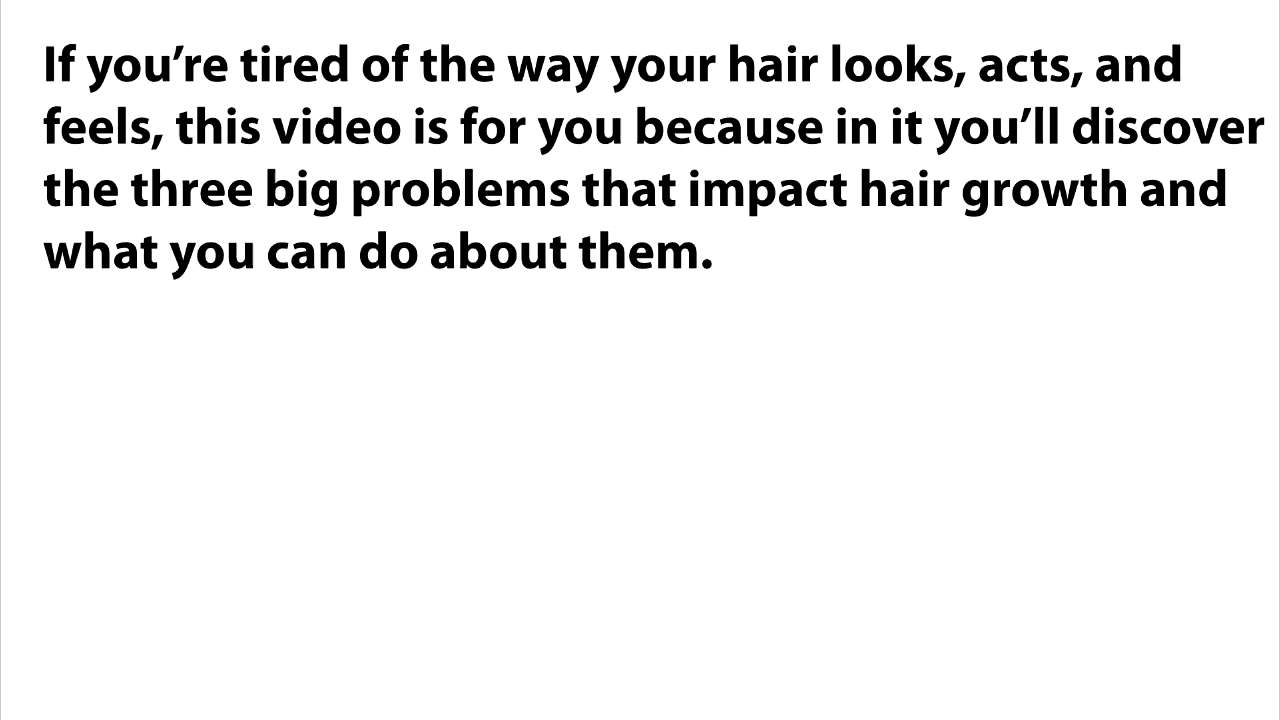 If you’re tired of the way your hair looks, acts, and
feels, this video is for you because in it you’ll discover
the three big problems that impact hair growth and
what you can do about them.